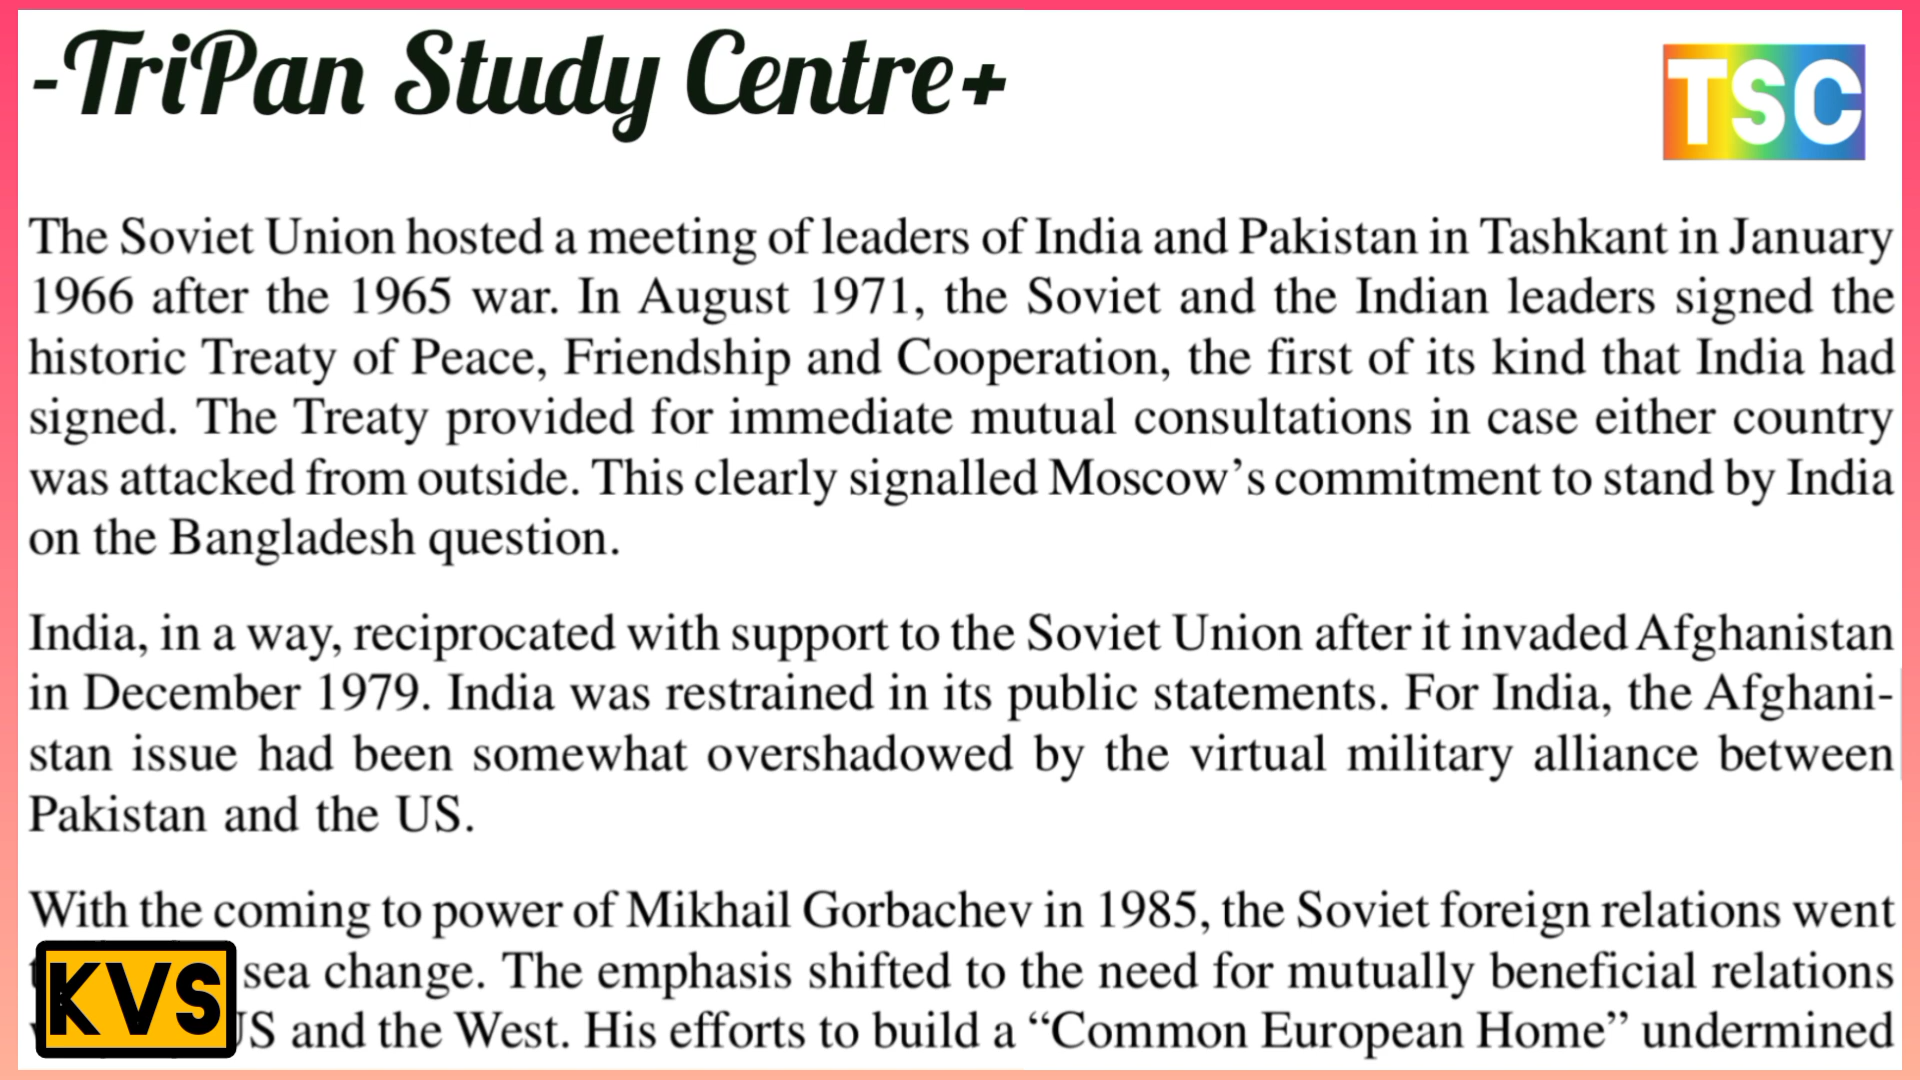 -TriPan Study Centre+
TSC
The Soviet Union hosted a meeting of leaders of India and Pakistan in Tashkant in January
1966 after the 1965 war. In August 1971, the Soviet and the Indian leaders signed the
historic Treaty of Peace, Friendship and Cooperation, the first of its kind that India had
signed. The Treaty provided for immediate mutual consultations in case either country
was attacked from outside. This clearly signalled Moscow’s commitment to stand by India
on the Bangladesh question.
India, in a way, reciprocated with support to the Soviet Union after it invaded Afghanistan
in December 1979. India was restrained in its public statements. For India, the Afghani-
stan issue had been somewhat overshadowed by the virtual military alliance between
Pakistan and the US.
With the coming to power of Mikhail Gorbachev in 1985, the Soviet foreign relations went
sea change. The emphasis shifted to the need for mutually beneficial relations
US and the West. His efforts to build a “Common European Home” undermined
KVS